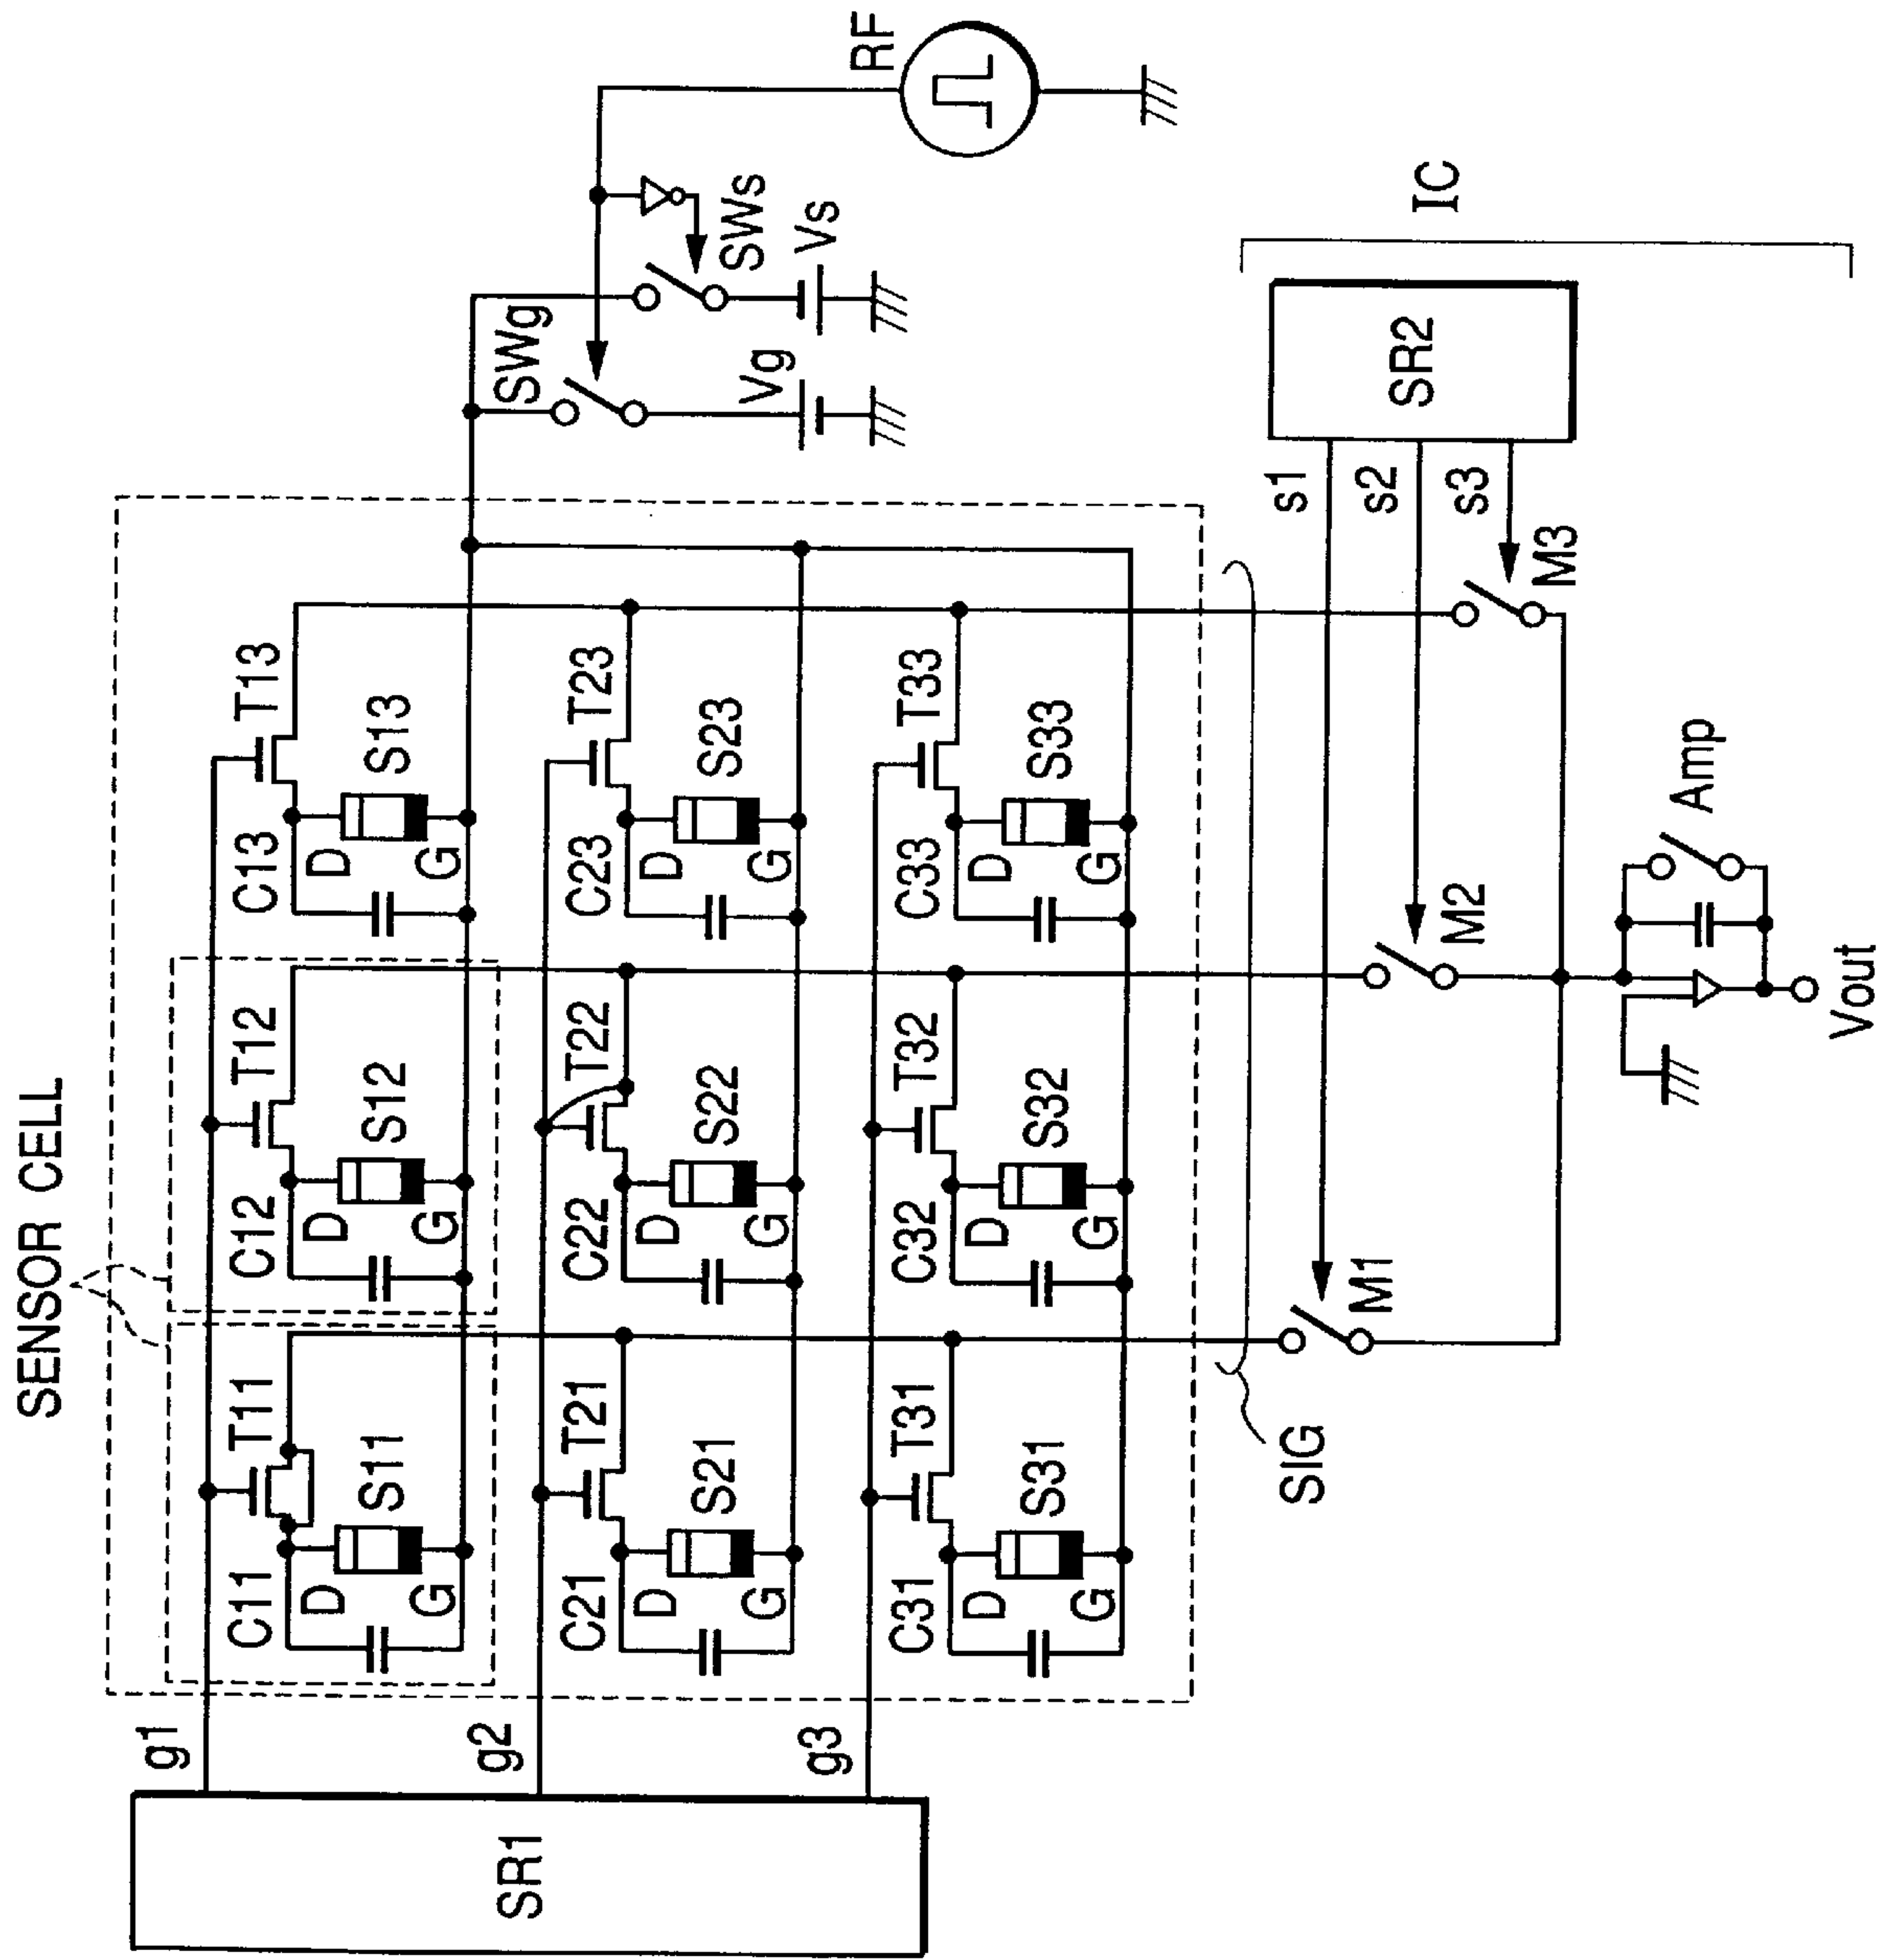 SENSOR CELL
g1
C11
T11
C12
T12
C13
T13
D
S11
D
S12
D
S13
G
G
G
SWg
SWs
RF
Vg
Vs
SR1
g2
C21
T21
C22
T22
C23
T23
D
S21
D
S22
D
S23
G
G
G
g3
C31
T31
C32
T32
C33
T33
D
S31
D
S32
D
S33
G
G
G
SIG
s1
s2
s3
SR2
IC
M1
M2
M3
Amp
Vout